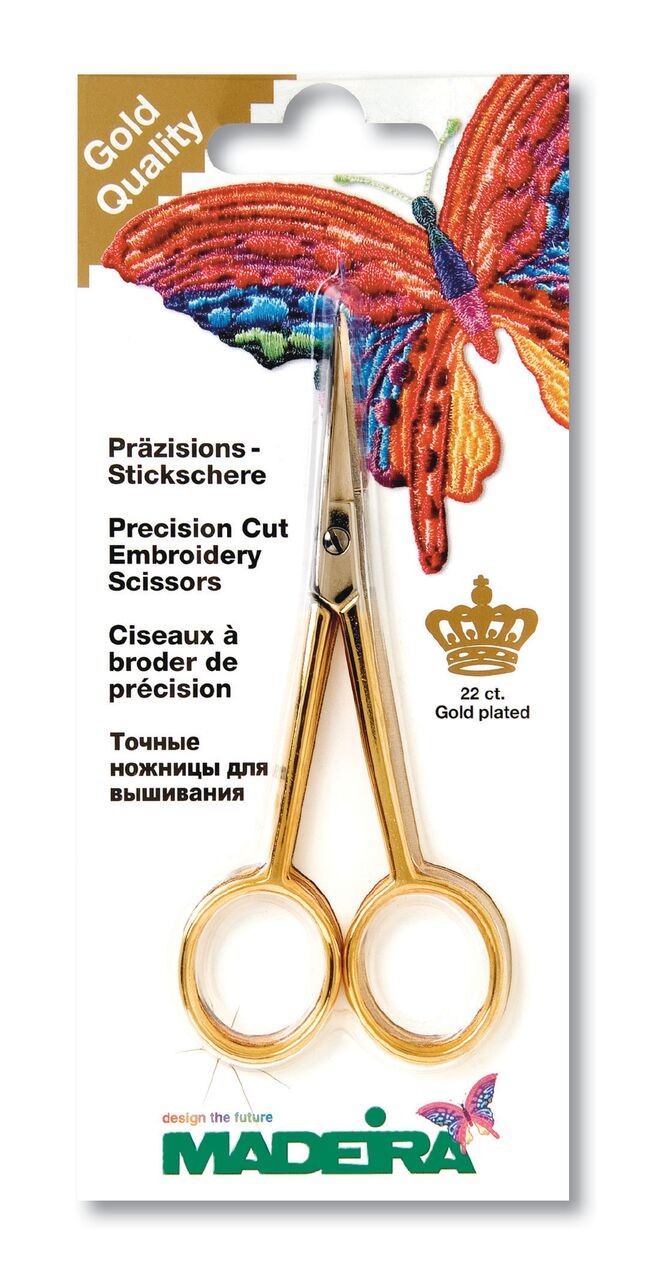 Gold
Quality
Präzisions-
Stickschere
Precision Cut
Embroidery
Scissors
Ciseaux à
broder de
précision
Точные
ножницы для
вышивания
22 ct.
Gold plated
design the future
MADEIRA